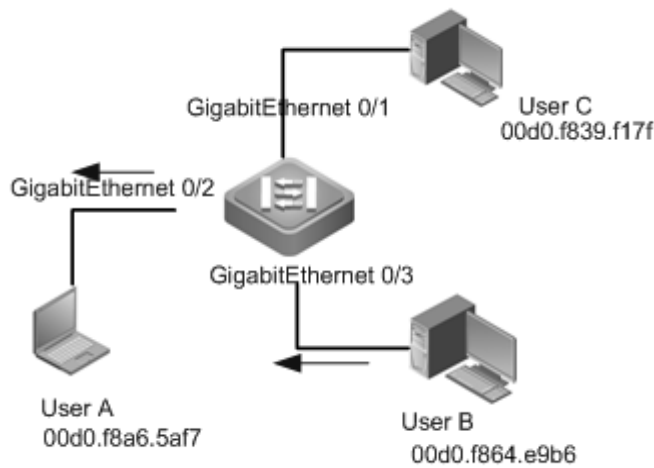 GigabitEthernet 0/1
User C
00d0.f839.f17f
GigabitEthernet 0/2
GigabitEthernet 0/3
User A
00d0.f8a6.5af7
User B
00d0.f864.e9b6